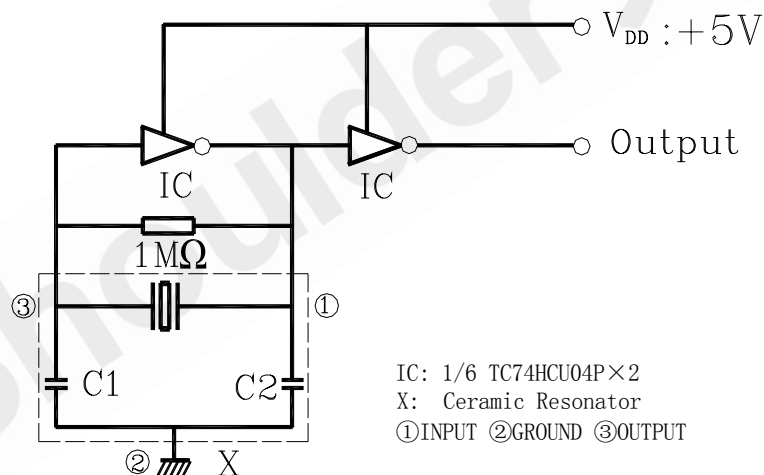 V_DD : +5V
Output
IC
IC
1MΩ
③
①
C1
C2
IC: 1/6 TC74HCU04P×2
X: Ceramic Resonator
①INPUT ②GROUND ③OUTPUT
②
X